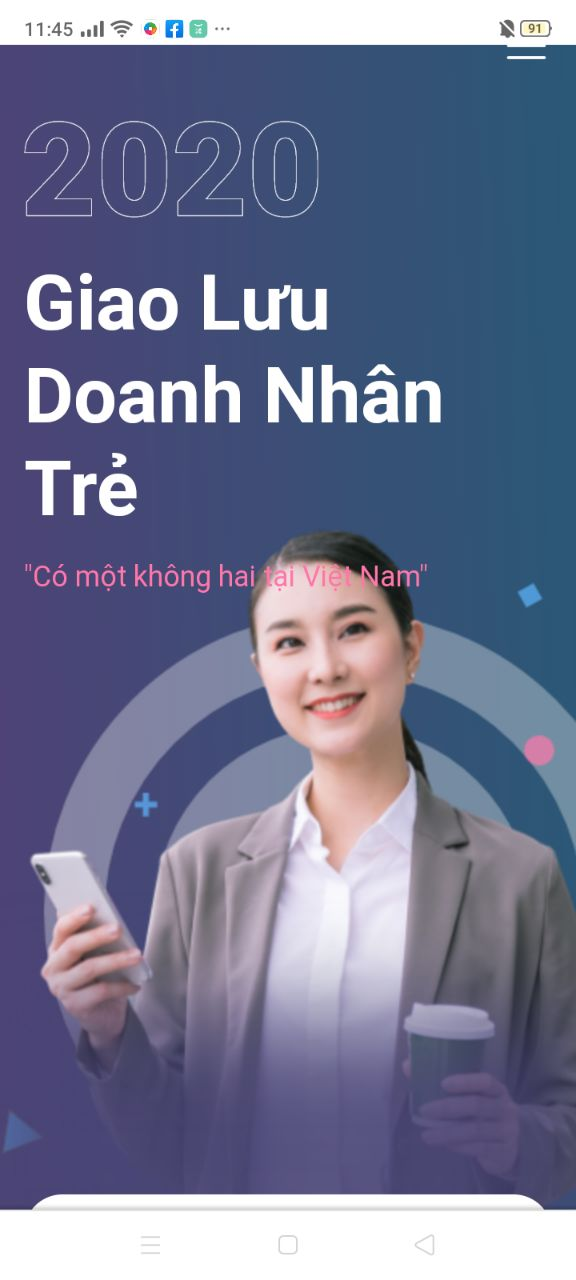 11:45
91
2020
Giao Lưu
Doanh Nhân
Trẻ
"Có một không hai tại Việt Nam"